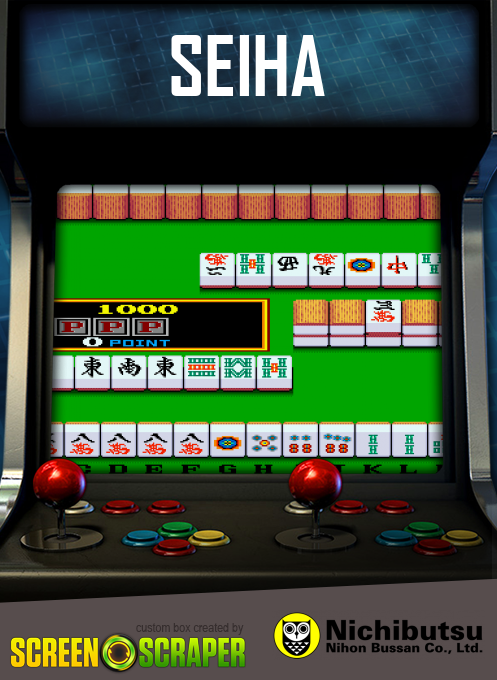 SEIHA
1000
P P P
0 POINT
東 南 東
C D E F G H I K L
custom box created by
SCREEN SCRAPER
Nichibutsu
Nihon Bussan Co., Ltd.